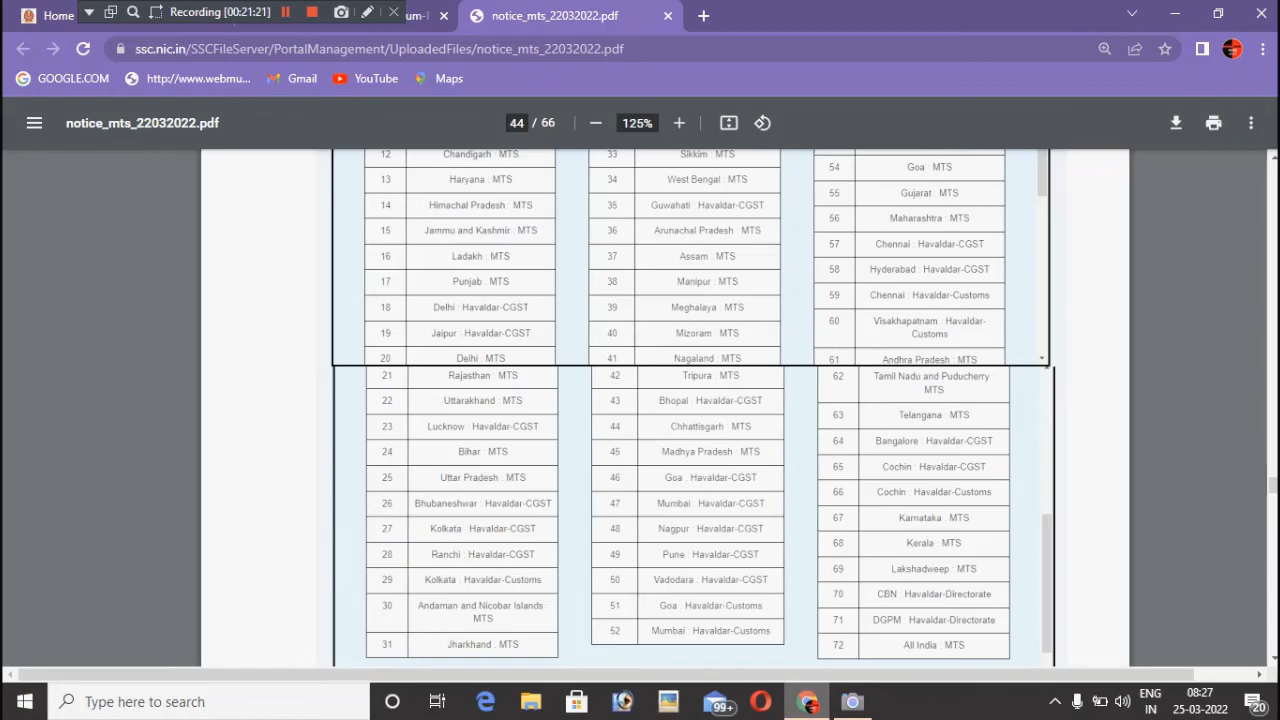 Home
Recording [00:21:21]
um-I
notice_mts_22032022.pdf
ssc.nic.in/SSCFileServer/PortalManagement/UploadedFiles/notice_mts_22032022.pdf
GOOGLE.COM
http://www.webmu...
Gmail
YouTube
Maps
notice_mts_22032022.pdf
44 / 66
125%
12 Chandigarh : MTS
13 Haryana : MTS
14 Himachal Pradesh : MTS
15 Jammu and Kashmir : MTS
16 Ladakh : MTS
17 Punjab : MTS
18 Delhi : Havaldar-CGST
19 Jaipur : Havaldar-CGST
20 Delhi : MTS
21 Rajasthan : MTS
22 Uttarakhand : MTS
23 Lucknow : Havaldar-CGST
24 Bihar : MTS
25 Uttar Pradesh : MTS
26 Bhubaneshwar : Havaldar-CGST
27 Kolkata : Havaldar-CGST
28 Ranchi : Havaldar-CGST
29 Kolkata : Havaldar-Customs
30 Andaman and Nicobar Islands :
MTS
31 Jharkhand : MTS
33 Sikkim : MTS
34 West Bengal : MTS
35 Guwahati : Havaldar-CGST
36 Arunachal Pradesh : MTS
37 Assam : MTS
38 Manipur : MTS
39 Meghalaya : MTS
40 Mizoram : MTS
41 Nagaland : MTS
42 Tripura : MTS
43 Bhopal : Havaldar-CGST
44 Chhattisgarh : MTS
45 Madhya Pradesh : MTS
46 Goa : Havaldar-CGST
47 Mumbai : Havaldar-CGST
48 Nagpur : Havaldar-CGST
49 Pune : Havaldar-CGST
50 Vadodara : Havaldar-CGST
51 Goa : Havaldar-Customs
52 Mumbai : Havaldar-Customs
54 Goa : MTS
55 Gujarat : MTS
56 Maharashtra : MTS
57 Chennai : Havaldar-CGST
58 Hyderabad : Havaldar-CGST
59 Chennai : Havaldar-Customs
60 Visakhapatnam : Havaldar-
Customs
61 Andhra Pradesh : MTS
62 Tamil Nadu and Puducherry :
MTS
63 Telangana : MTS
64 Bangalore : Havaldar-CGST
65 Cochin : Havaldar-CGST
66 Cochin : Havaldar-Customs
67 Karnataka : MTS
68 Kerala : MTS
69 Lakshadweep : MTS
70 CBN : Havaldar-Directorate
71 DGPM : Havaldar-Directorate
72 All India : MTS
Type here to search
99+
ENG
IN
08:27
25-03-2022
20